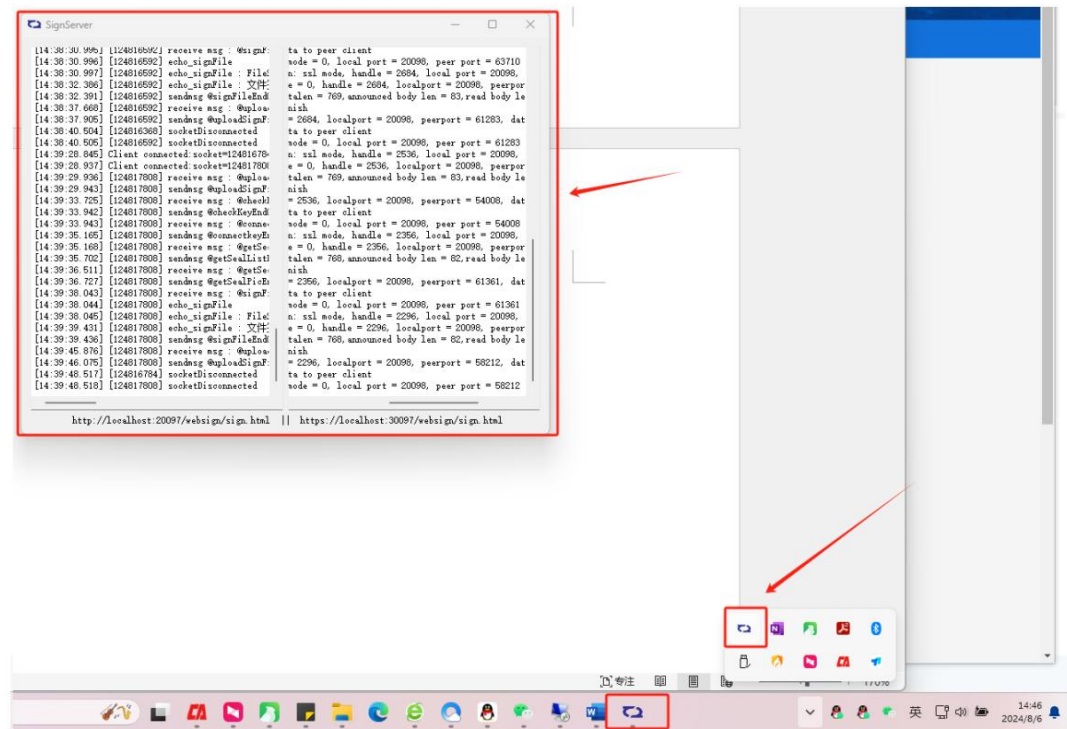 SignServer
[14:38:30.995] [124816592] receive msg : @signF:
[14:38:30.996] [124816592] echo_signFile
[14:38:30.997] [124816592] echo_signFile : File
[14:38:32.386] [124816592] echo_signFile : 文件
[14:38:32.391] [124816592] sendmsg @signFileEnd
[14:38:37.668] [124816592] receive msg : @uploa
[14:38:37.905] [124816592] sendmsg @uploadSignF:
[14:38:40.504] [124816368] socketDisconnected
[14:38:40.505] [124816592] socketDisconnected
[14:39:28.845] Client connected:socket=12481678
[14:39:28.937] Client connected:socket=12481780
[14:39:29.936] [124817808] receive msg : @uploa
[14:39:29.943] [124817808] sendmsg @uploadSignF:
[14:39:33.725] [124817808] receive msg : @check
[14:39:33.942] [124817808] sendmsg @checkKeyEnd
[14:39:33.943] [124817808] receive msg : @conne
[14:39:35.165] [124817808] sendmsg @connectkeyE
[14:39:35.168] [124817808] receive msg : @getSe
[14:39:35.702] [124817808] sendmsg @getSealList
[14:39:36.511] [124817808] receive msg : @getSe
[14:39:36.727] [124817808] sendmsg @getSealPicE
[14:39:38.043] [124817808] receive msg : @signF:
[14:39:38.044] [124817808] echo_signFile
[14:39:38.045] [124817808] echo_signFile : File
[14:39:39.431] [124817808] echo_signFile : 文件
[14:39:39.436] [124817808] sendmsg @signFileEnd
[14:39:45.876] [124817808] receive msg : @uploa
[14:39:46.075] [124817808] sendmsg @uploadSignF:
[14:39:48.517] [124816784] socketDisconnected
[14:39:48.518] [124817808] socketDisconnected
ta to peer client
mode = 0, local port = 20098, peer port = 63710
n: ssl mode, handle = 2684, local port = 20098,
e = 0, handle = 2684, localport = 20098, peerpor
talen = 769,announced body len = 83,read body le
nish
= 2684, localport = 20098, peerport = 61283, dat
ta to peer client
mode = 0, local port = 20098, peer port = 61283
n: ssl mode, handle = 2536, local port = 20098,
e = 0, handle = 2536, localport = 20098, peerpor
talen = 769,announced body len = 83,read body le
nish
= 2536, localport = 20098, peerport = 54008, dat
ta to peer client
mode = 0, local port = 20098, peer port = 54008
n: ssl mode, handle = 2356, local port = 20098,
e = 0, handle = 2356, localport = 20098, peerpor
talen = 768,announced body len = 82,read body le
nish
= 2356, localport = 20098, peerport = 61361, dat
ta to peer client
mode = 0, local port = 20098, peer port = 61361
n: ssl mode, handle = 2296, local port = 20098,
e = 0, handle = 2296, localport = 20098, peerpor
talen = 768,announced body len = 82,read body le
nish
= 2296, localport = 20098, peerport = 58212, dat
ta to peer client
mode = 0, local port = 20098, peer port = 58212
http://localhost:20097/websign/sign.html || https://localhost:30097/websign/sign.html
专注
170%
英
14:46
2024/8/6